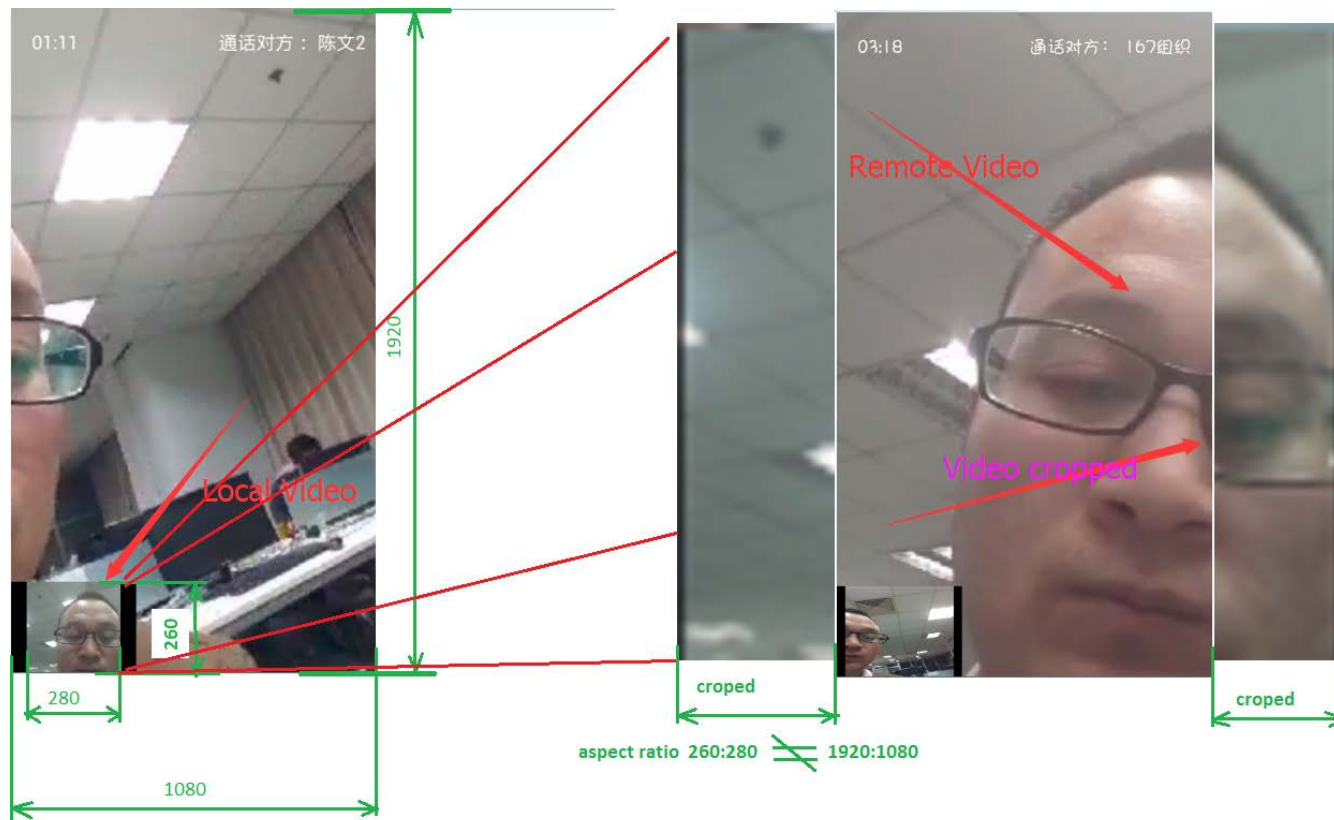 01:11
通话对方：陈文2
03:18
通话对方： 167组织
Remote Video
1920
Video cropped
Local Video
260
280
croped
croped
aspect ratio 260:280
1920:1080
1080